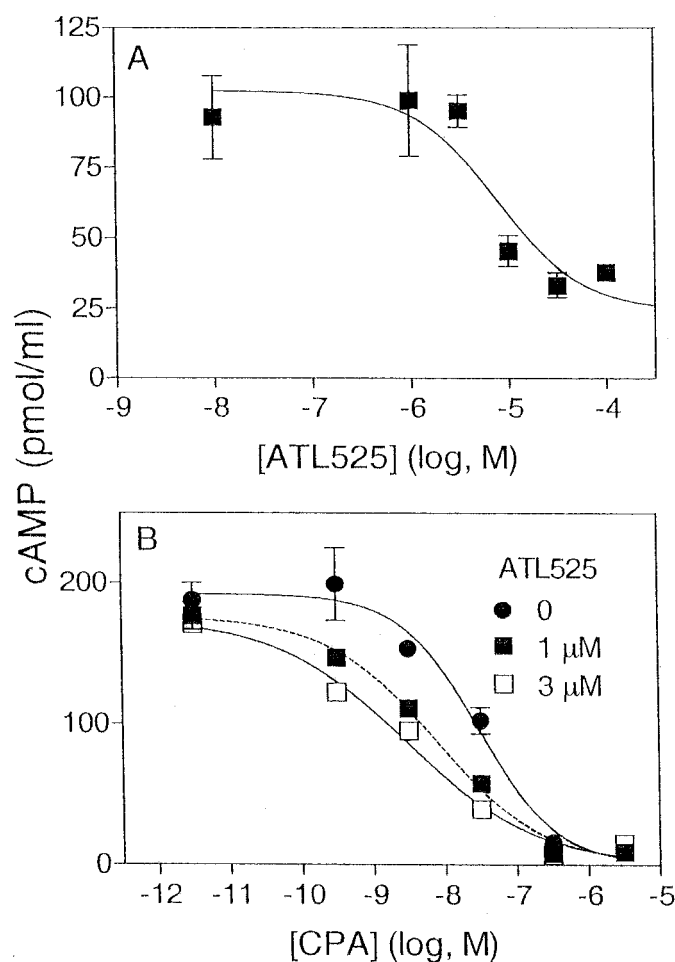 A
125
100
75
50
25
0
-9 -8 -7 -6 -5 -4
[ATL525] (log, M)
cAMP (pmol/ml)
B
200
100
0
ATL525
0
1 μM
3 μM
-12 -11 -10 -9 -8 -7 -6 -5
[CPA] (log, M)